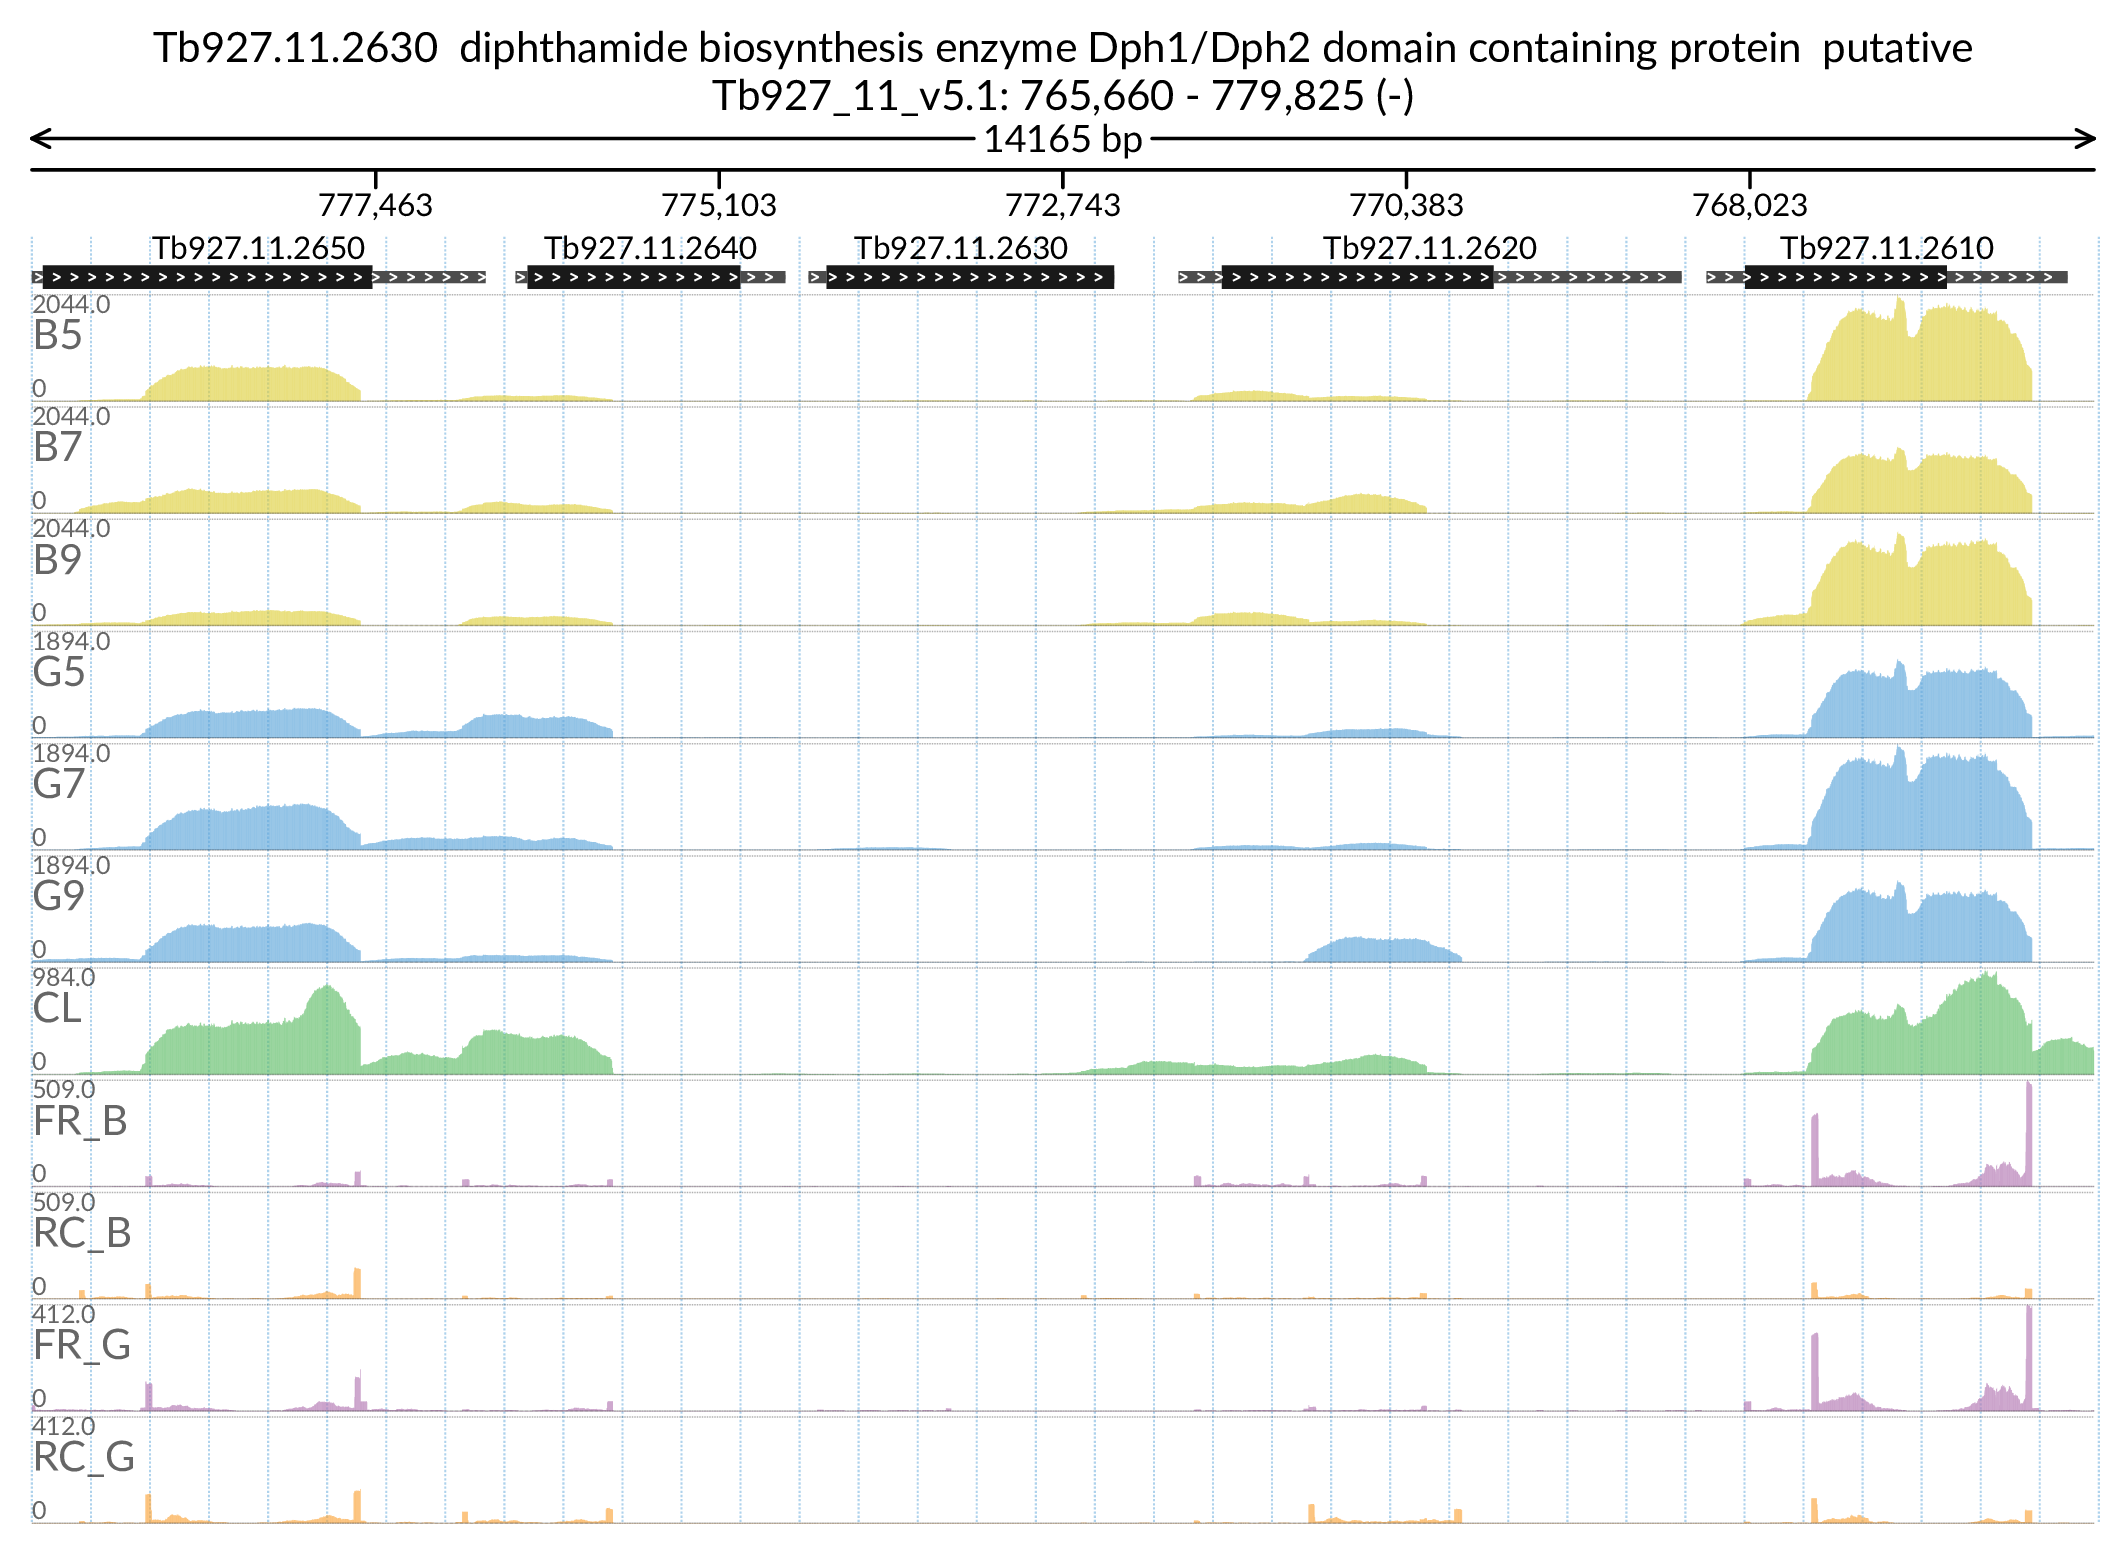 Tb927.11.2630  diphthamide biosynthesis enzyme Dph1/Dph2 domain containing protein  putative
Tb927_11_v5.1: 765,660 - 779,825 (-)
14165 bp
777,463 775,103 772,743 770,383 768,023
Tb927.11.2650 Tb927.11.2640 Tb927.11.2630 Tb927.11.2620 Tb927.11.2610
2044.0
B5
0
2044.0
B7
0
2044.0
B9
0
1894.0
G5
0
1894.0
G7
0
1894.0
G9
0
984.0
CL
0
509.0
FR_B
0
509.0
RC_B
0
412.0
FR_G
0
412.0
RC_G
0